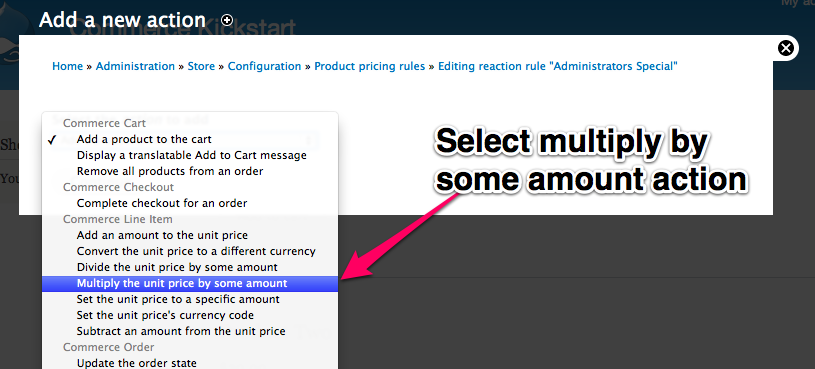 My ac
Add a new action
Commerce Kickstart
Home » Administration » Store » Configuration » Product pricing rules » Editing reaction rule "Administrators Special"
Commerce Cart
✓ Add a product to the cart
Display a translatable Add to Cart message
Remove all products from an order
Commerce Checkout
Complete checkout for an order
Commerce Line Item
Add an amount to the unit price
Convert the unit price to a different currency
Divide the unit price by some amount
Multiply the unit price by some amount
Set the unit price to a specific amount
Set the unit price's currency code
Subtract an amount from the unit price
Commerce Order
Update the order state
Select multiply by
some amount action
Sho
You